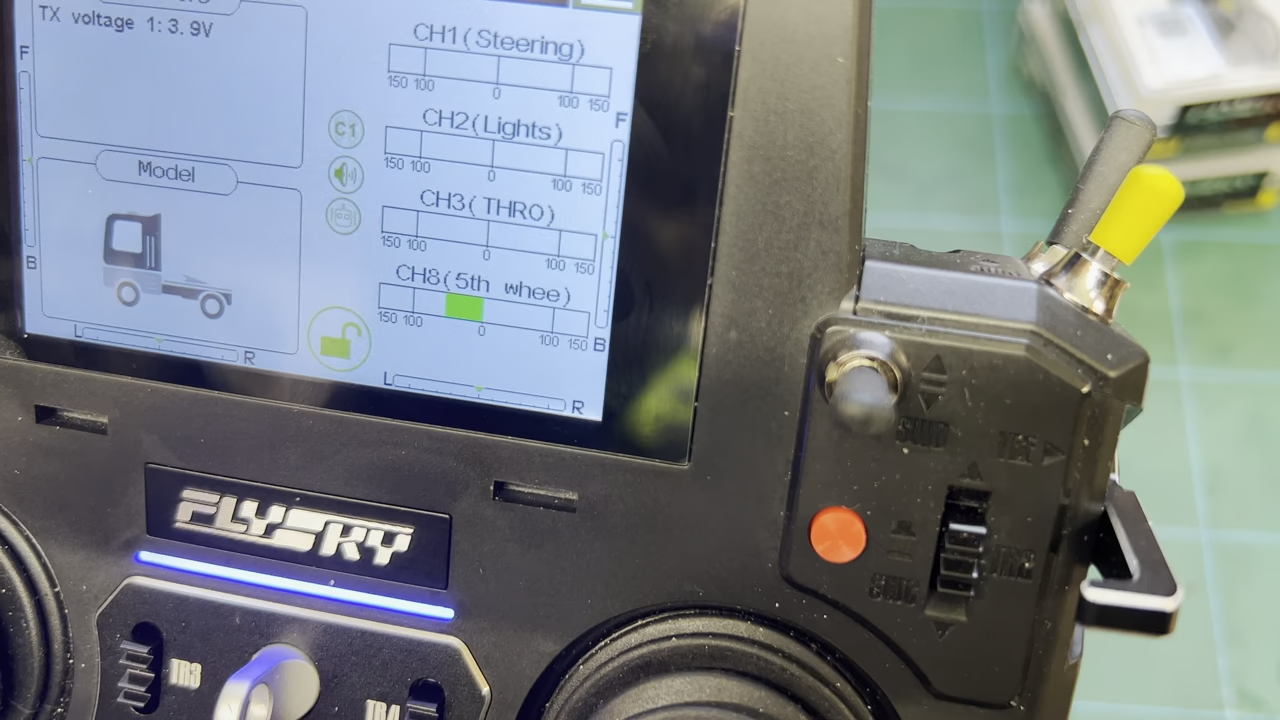 TX voltage 1:3.9V
F
B
Model
L
R
C1
CH1(Steering)
150 100 0 100 150
F
CH2(Lights)
150 100 0 100 150
CH3(THRO)
150 100 0 100 150
CH8(5th whee)
150 100 0 100 150
B
L
R
FLYSKY
TR3
TR4
SWD
SWG